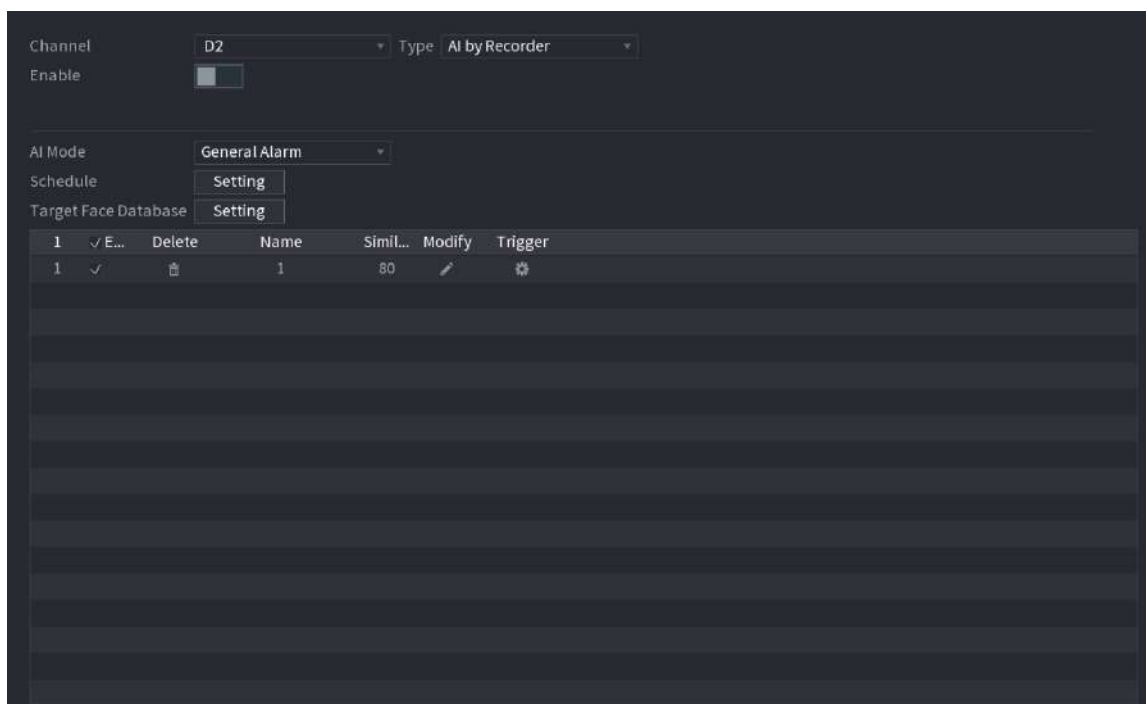 Channel D2 Type AI by Recorder
Enable
AI Mode General Alarm
Schedule Setting
Target Face Database Setting
1 E... Delete Name Simil... Modify Trigger
1 1 80